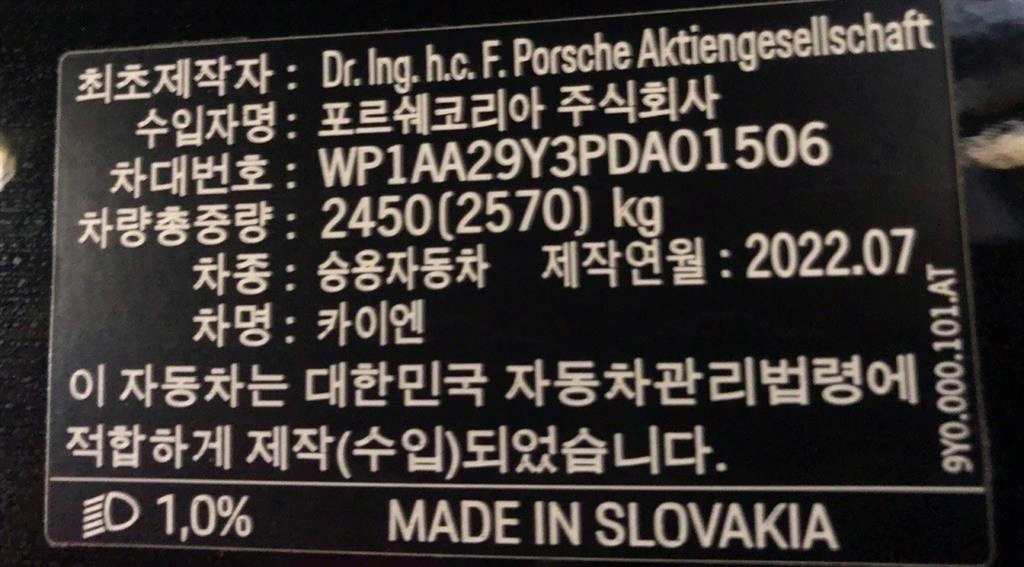 최초제작자 : Dr. Ing. h.c. F. Porsche Aktiengesellschaft
수입자명 : 포르쉐코리아 주식회사
차대번호 : WP1AA29Y3PDA01506
차량총중량 : 2450(2570) kg
차종 : 승용자동차 제작연월 : 2022.07
차명 : 카이엔
이 자동차는 대한민국 자동차관리법령에
적합하게 제작(수입)되었습니다.
9Y0.000.101.AT
1,0% MADE IN SLOVAKIA